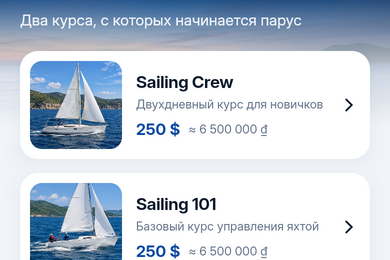 Два курса, с которых начинается парус
Sailing Crew
Двухдневный курс для новичков
250 $ ≈ 6 500 000 ₫
Sailing 101
Базовый курс управления яхтой
250 $ ≈ 6 500 000 ₫